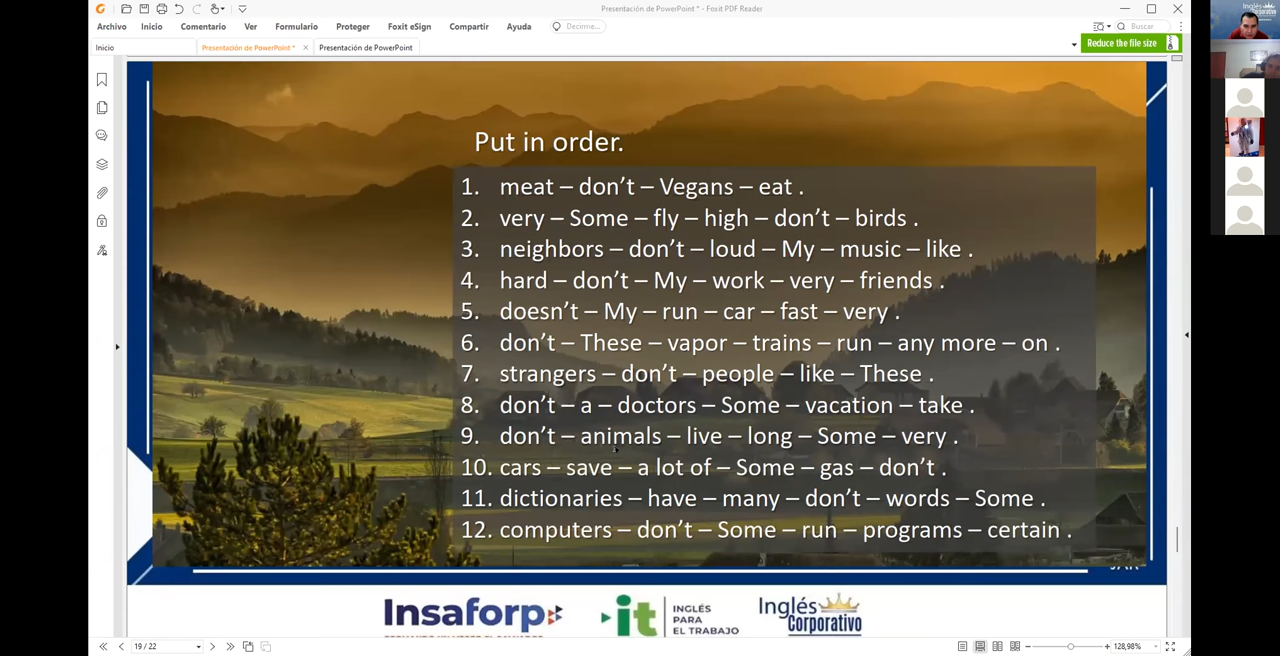 Presentación de PowerPoint * - Foxit PDF Reader
Archivo Inicio Comentario Ver Formulario Proteger Foxit eSign Compartir Ayuda Decirme... Buscar
Inicio Presentación de PowerPoint * × Presentación de PowerPoint Reduce the file size
Inglés
Corporativo
Put in order.
1. meat – don't – Vegans – eat .
2. very – Some – fly – high – don't – birds .
3. neighbors – don't – loud – My – music – like .
4. hard – don't – My – work – very – friends .
5. doesn't – My – run – car – fast – very .
6. don't – These – vapor – trains – run – any more – on .
7. strangers – don't – people – like – These .
8. don't – a – doctors – Some – vacation – take .
9. don't – animals – live – long – Some – very .
10. cars – save – a lot of – Some – gas – don't .
11. dictionaries – have – many – don't – words – Some .
12. computers – don't – Some – run – programs – certain .
Insaforp
it
INGLÉS
PARA
EL TRABAJO
Inglés
Corporativo
19 / 22 128,98%